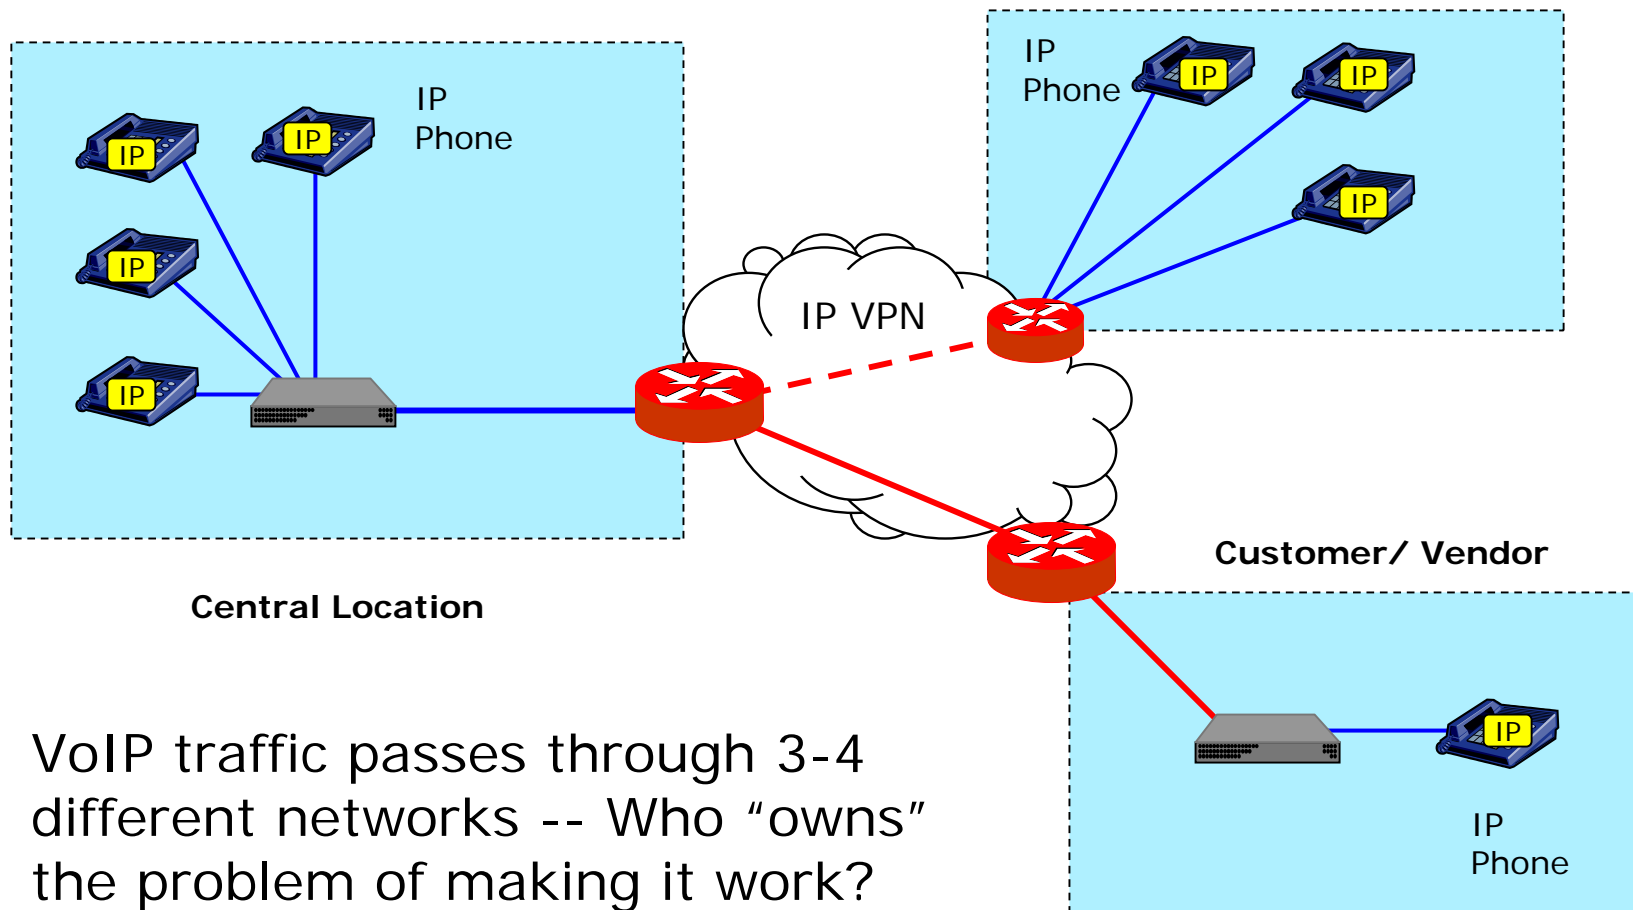 IP
Phone
IP
IP
IP
IP
IP
Phone
IP
IP
IP
IP VPN
Central Location
Customer/ Vendor
IP
IP
Phone
VoIP traffic passes through 3-4
different networks -- Who “owns”
the problem of making it work?